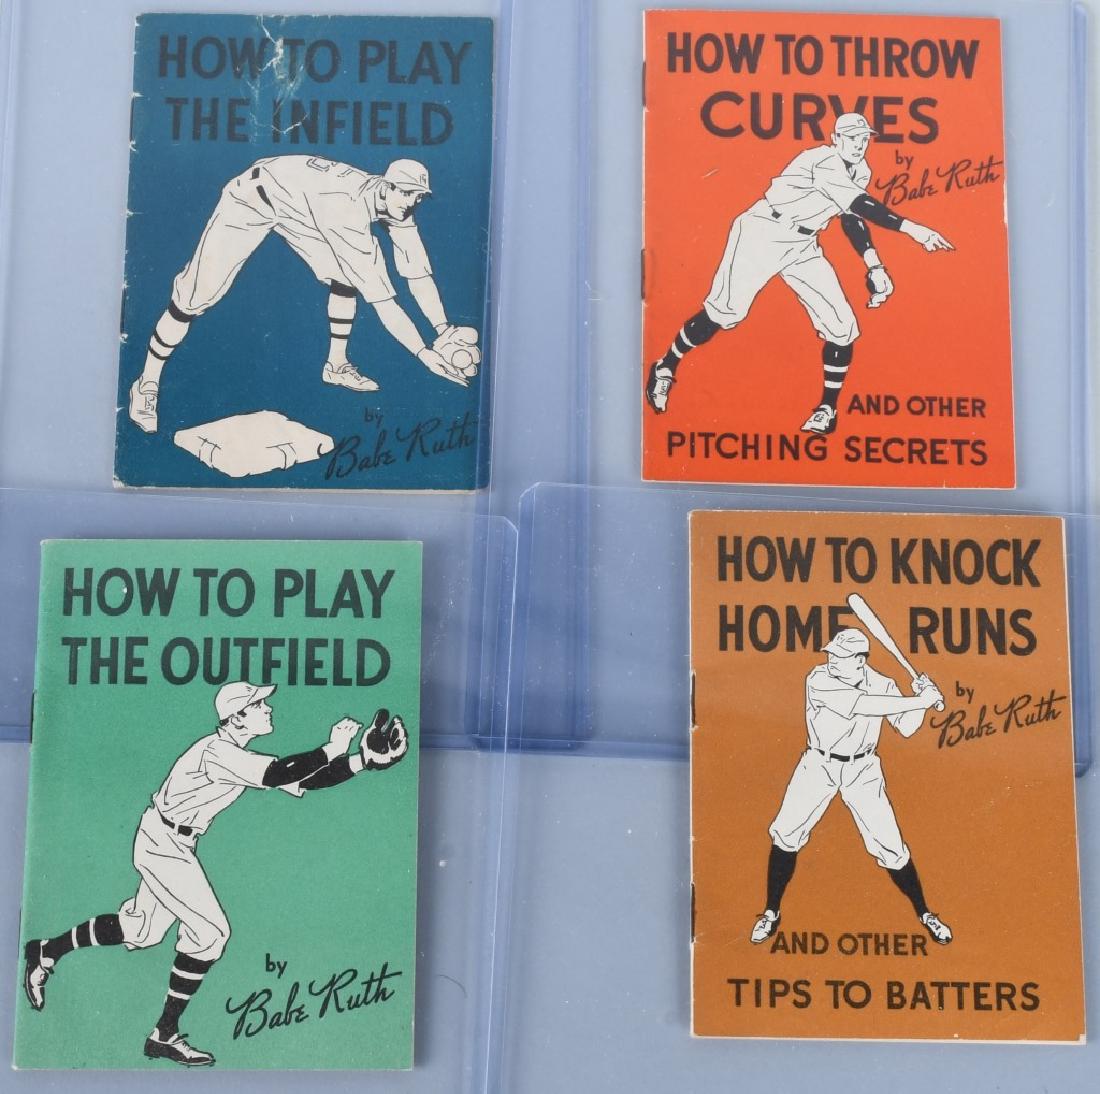 HOW TO PLAY
THE INFIELD
by
Babe Ruth
HOW TO THROW
CURVES
by
Babe Ruth
AND OTHER
PITCHING SECRETS
HOW TO PLAY
THE OUTFIELD
by
Babe Ruth
HOW TO KNOCK
HOME RUNS
by
Babe Ruth
AND OTHER
TIPS TO BATTERS